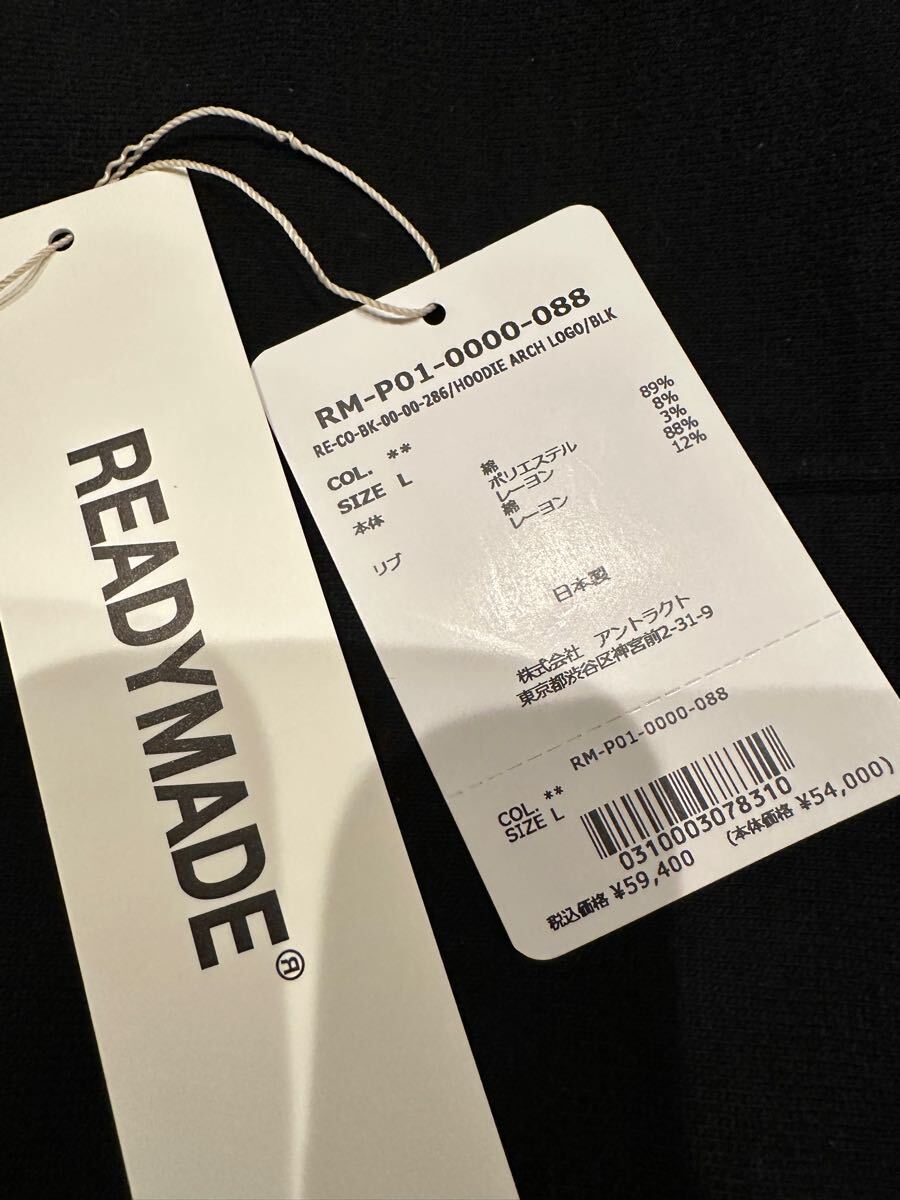 READYMADE®
RM-P01-0000-088
RE-CO-BK-00-00-286/HOODIE ARCH LOGO/BLK
COL. **
SIZE L
本体 綿 89%
ポリエステル 8%
レーヨン 3%
リブ 綿 88%
レーヨン 12%
日本製
株式会社 アントラクト
東京都渋谷区神宮前2-31-9
RM-P01-0000-088
COL. **
SIZE L
0310003078310
税込価格 ¥59,400 (本体価格 ¥54,000)